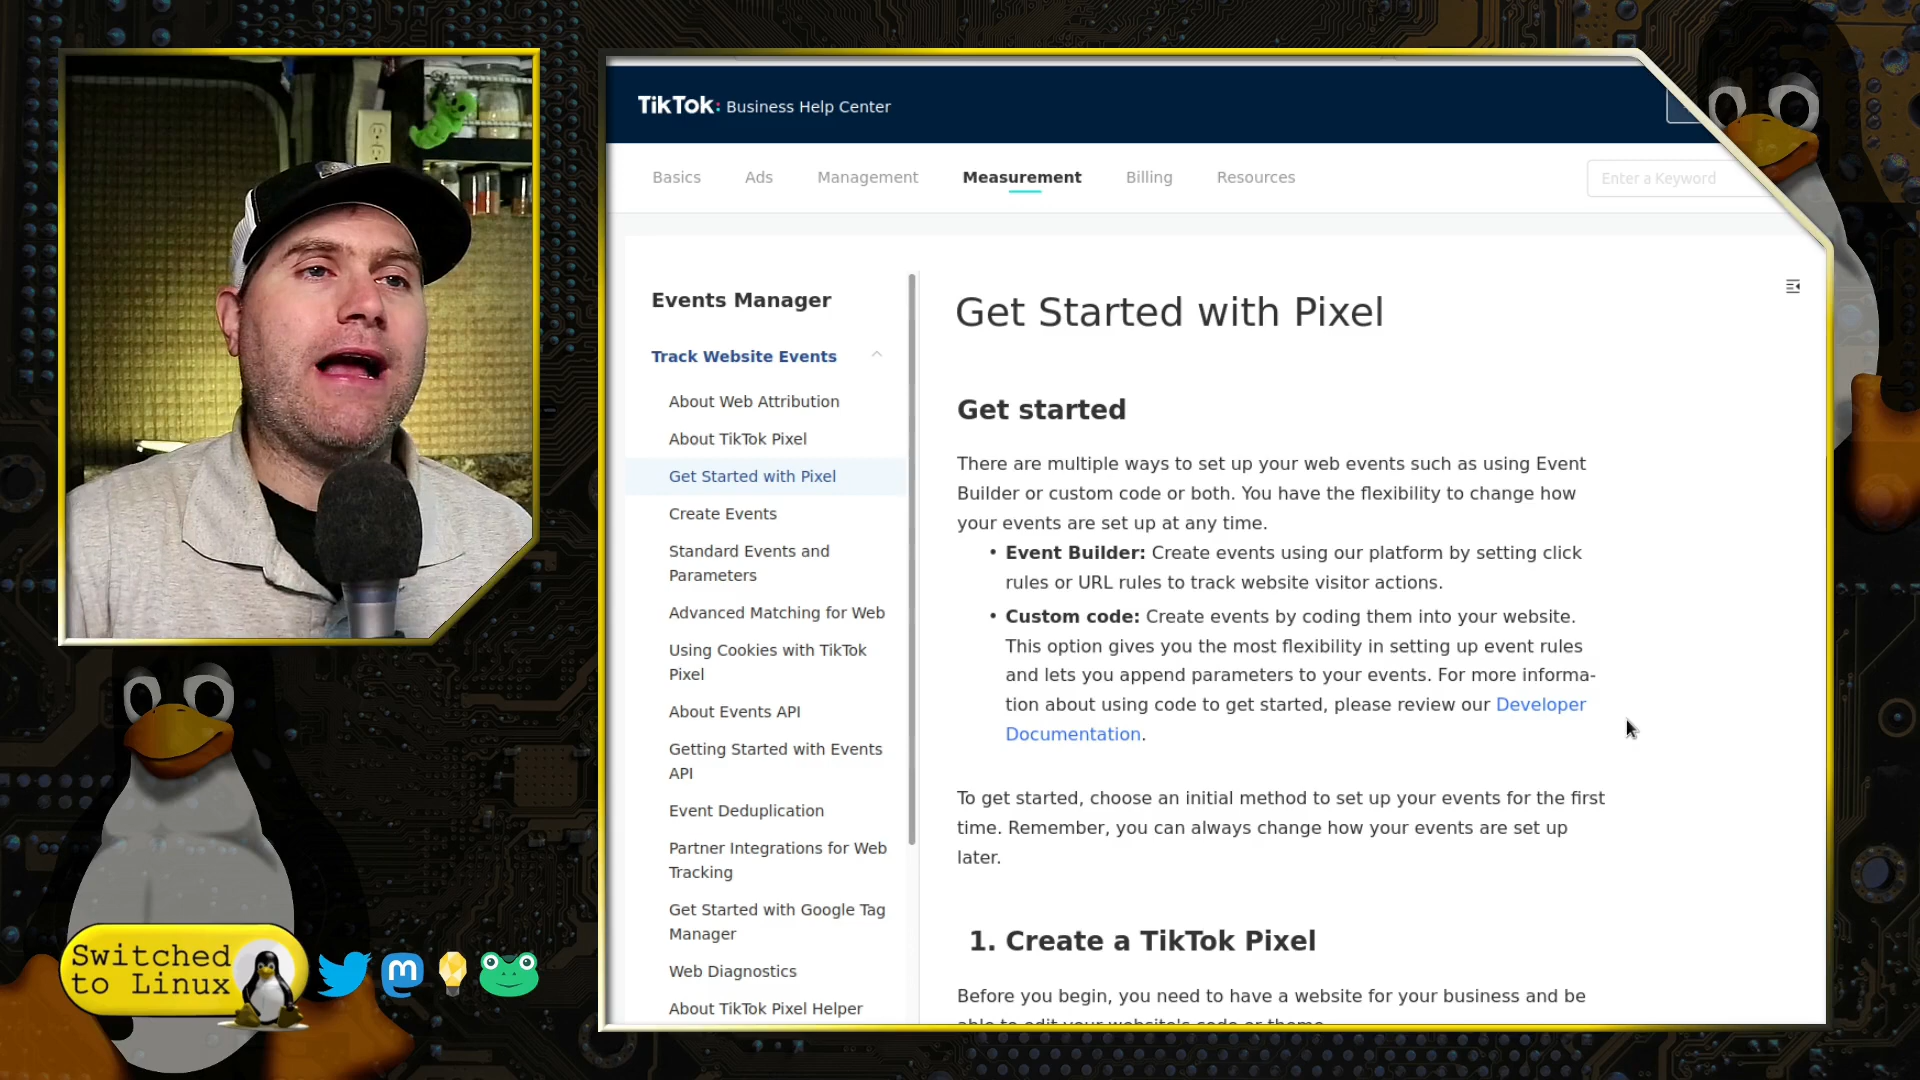 TikTok: Business Help Center
Basics
Ads
Management
Measurement
Billing
Resources
Enter a Keyword
Events Manager
Track Website Events
About Web Attribution
About TikTok Pixel
Get Started with Pixel
Create Events
Standard Events and
Parameters
Advanced Matching for Web
Using Cookies with TikTok
Pixel
About Events API
Getting Started with Events
API
Event Deduplication
Partner Integrations for Web
Tracking
Get Started with Google Tag
Manager
Web Diagnostics
About TikTok Pixel Helper
Get Started with Pixel
Get started
There are multiple ways to set up your web events such as using Event
Builder or custom code or both. You have the flexibility to change how
your events are set up at any time.
• Event Builder: Create events using our platform by setting click
rules or URL rules to track website visitor actions.
• Custom code: Create events by coding them into your website.
This option gives you the most flexibility in setting up event rules
and lets you append parameters to your events. For more informa-
tion about using code to get started, please review our Developer
Documentation.
To get started, choose an initial method to set up your events for the first
time. Remember, you can always change how your events are set up
later.
1. Create a TikTok Pixel
Before you begin, you need to have a website for your business and be
able to edit your website's code or theme.
Switched
to Linux
m